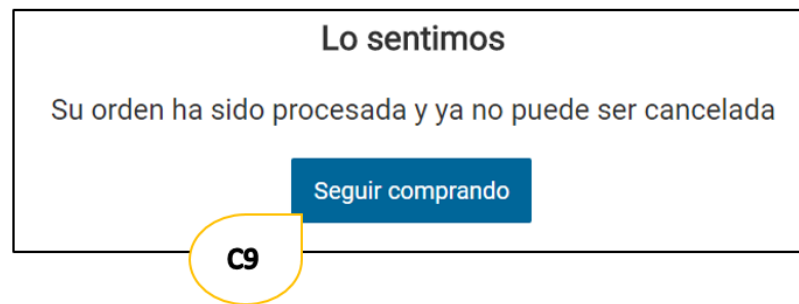 Lo sentimos
Su orden ha sido procesada y ya no puede ser cancelada
Seguir comprando
C9